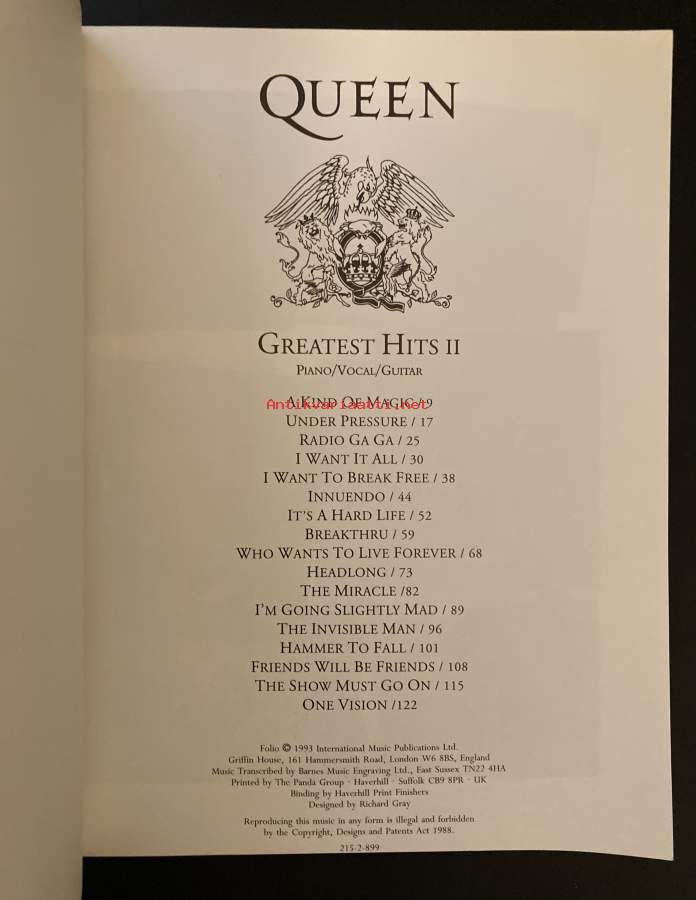 QUEEN
GREATEST HITS II
PIANO/VOCAL/GUITAR
A KIND OF MAGIC / 9
Antikvariaatti.net
UNDER PRESSURE / 17
RADIO GA GA / 25
I WANT IT ALL / 30
I WANT TO BREAK FREE / 38
INNUENDO / 44
IT'S A HARD LIFE / 52
BREAKTHRU / 59
WHO WANTS TO LIVE FOREVER / 68
HEADLONG / 73
THE MIRACLE /82
I'M GOING SLIGHTLY MAD / 89
THE INVISIBLE MAN / 96
HAMMER TO FALL / 101
FRIENDS WILL BE FRIENDS / 108
THE SHOW MUST GO ON / 115
ONE VISION /122
Folio © 1993 International Music Publications Ltd.
Griffin House, 161 Hammersmith Road, London W6 8BS, England
Music Transcribed by Barnes Music Engraving Ltd., East Sussex TN22 4HA
Printed by The Panda Group · Haverhill · Suffolk CB9 8PR · UK
Binding by Haverhill Print Finishers
Designed by Richard Gray
Reproducing this music in any form is illegal and forbidden
by the Copyright, Designs and Patents Act 1988.
215-2-899